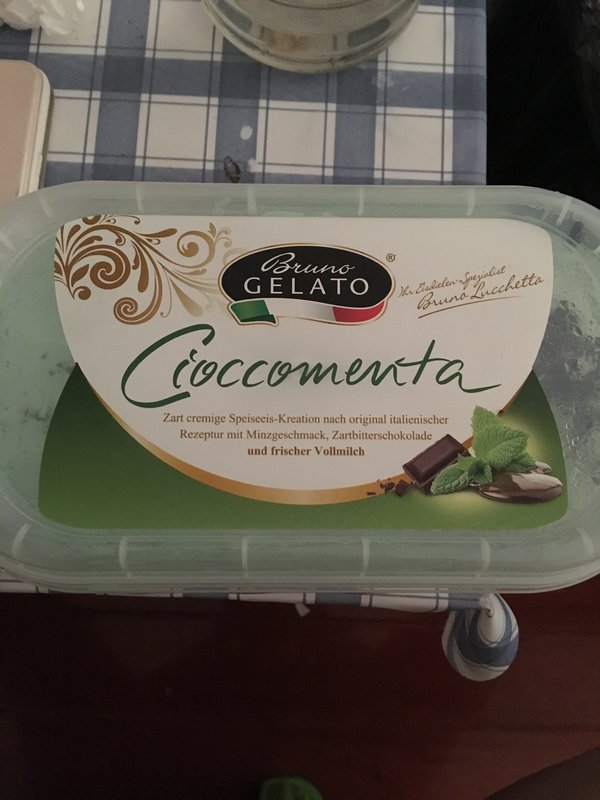 Bruno
GELATO
®
Ihr Eisdielen-Spezialist
Bruno Lucchetta
Cioccomenta
Zart cremige Speiseeis-Kreation nach original italienischer
Rezeptur mit Minzgeschmack, Zartbitterschokolade
und frischer Vollmilch